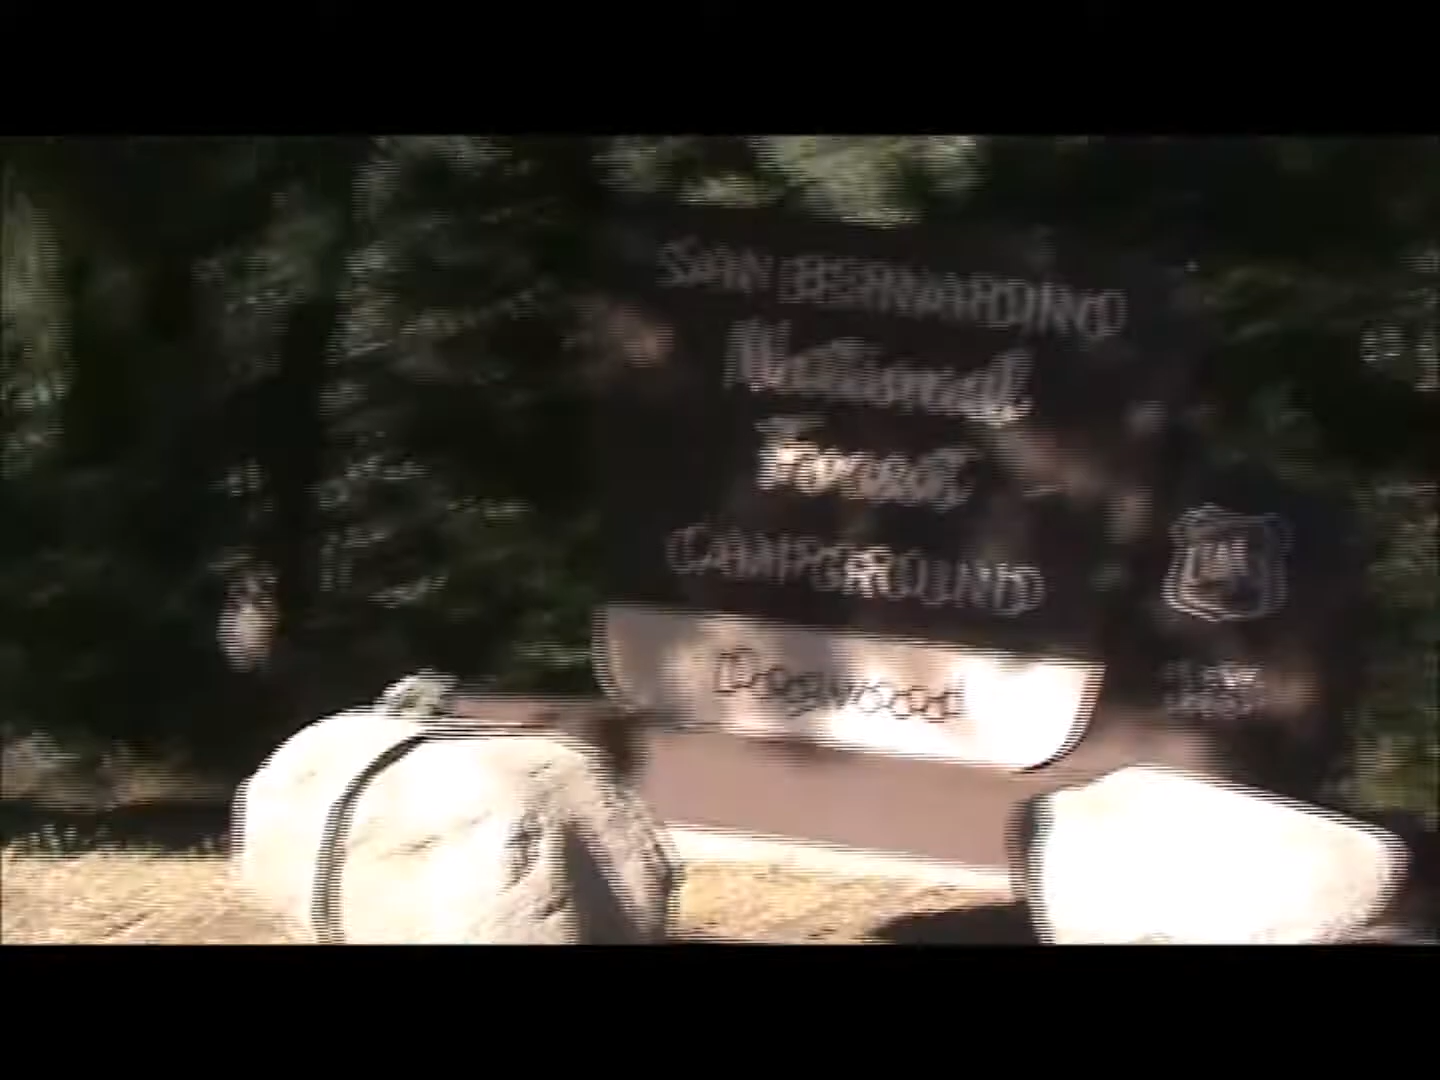 SAN BERNARDINO
National
Forest
CAMPGROUND
Dogwood